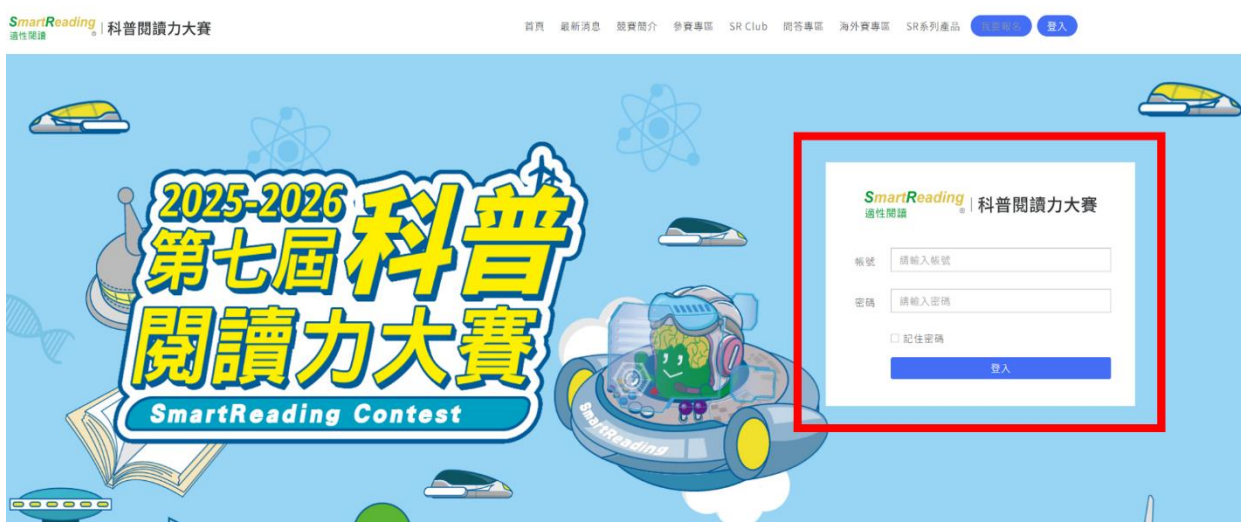 SmartReading
適性閱讀 ® | 科普閱讀力大賽
首頁 最新消息 競賽簡介 參賽專區 SR Club 問答專區 海外賽專區 SR系列產品 我要報名 登入
2025-2026
第七屆科普
閱讀力大賽
SmartReading Contest
SmartReading
SmartReading
適性閱讀 ® | 科普閱讀力大賽
帳號 請輸入帳號
密碼 請輸入密碼
記住密碼
登入